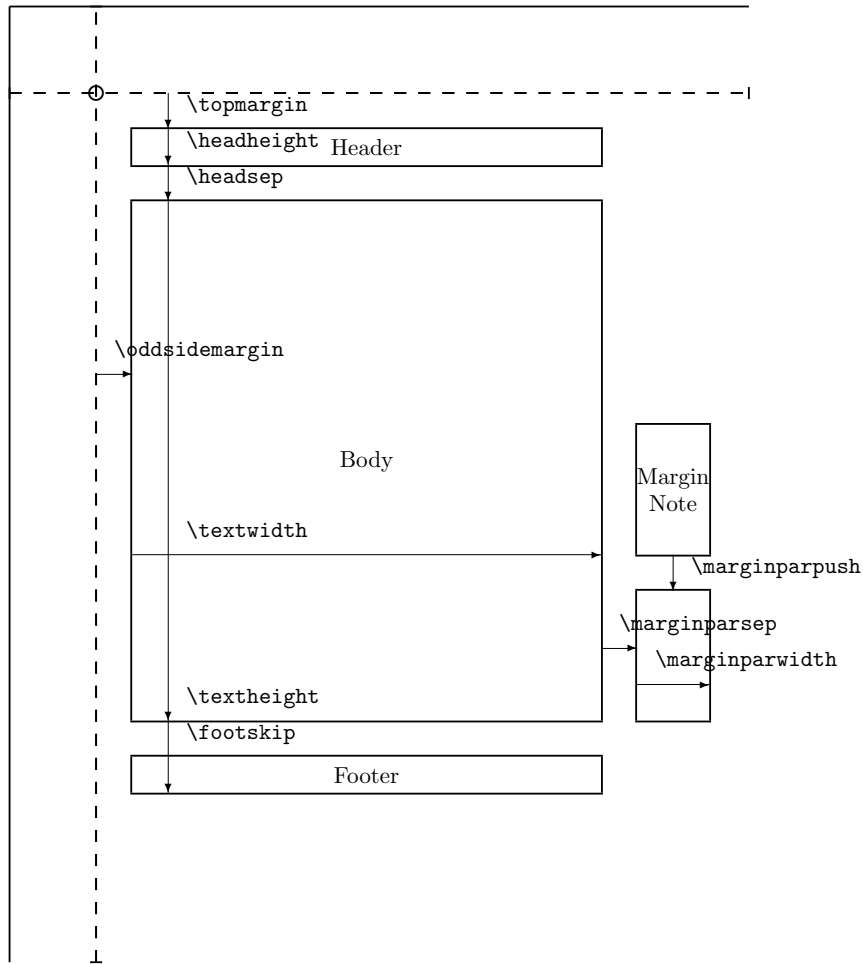 \topmargin
\headheight
Header
\headsep
\oddsidemargin
Body
Margin
Note
\textwidth
\marginparpush
\marginparsep
\marginparwidth
\textheight
\footskip
Footer